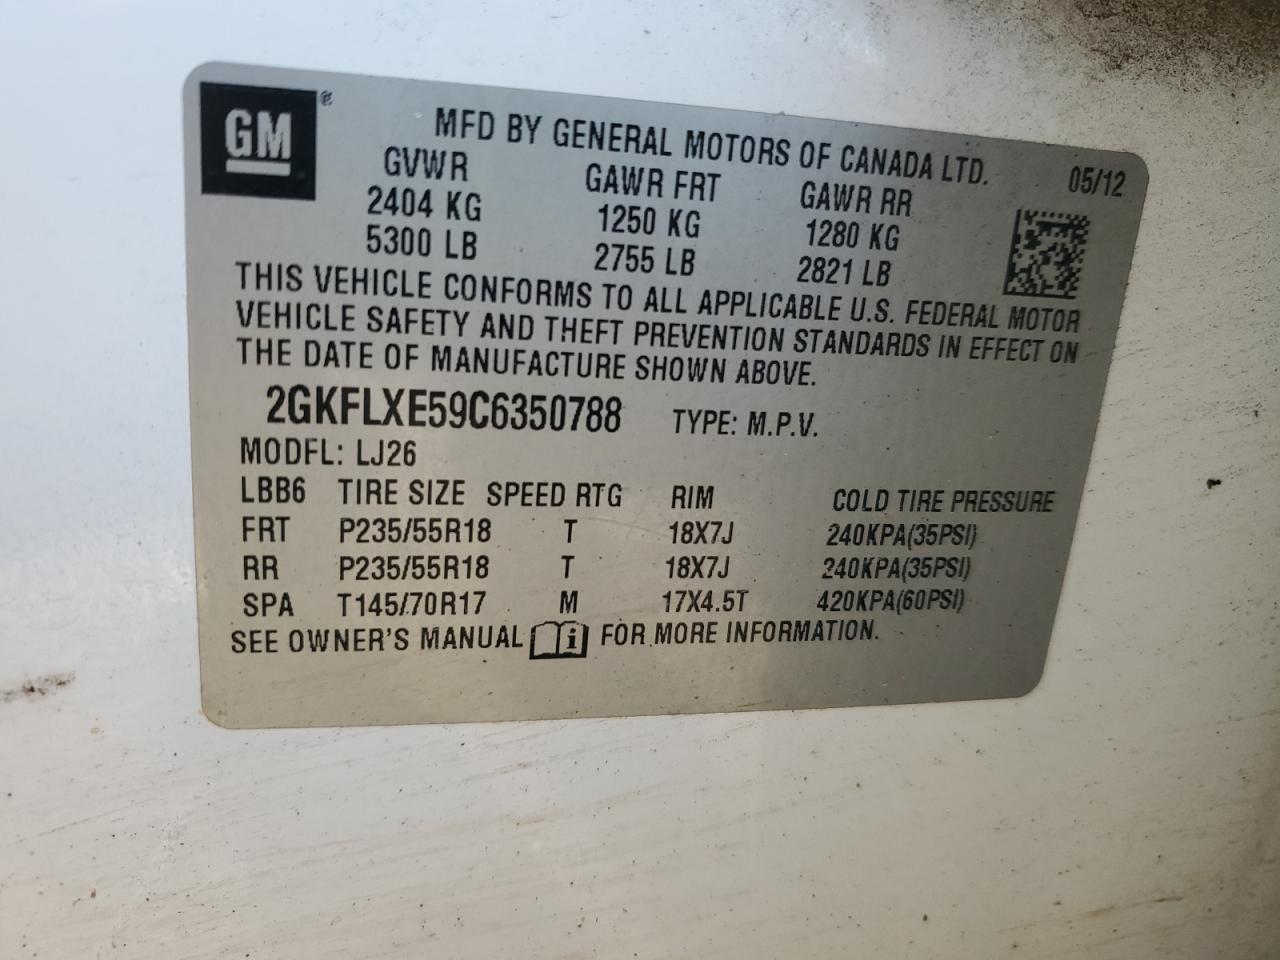 GM®
MFD BY GENERAL MOTORS OF CANADA LTD.
05/12
GVWR GAWR FRT GAWR RR
2404 KG 1250 KG 1280 KG
5300 LB 2755 LB 2821 LB
THIS VEHICLE CONFORMS TO ALL APPLICABLE U.S. FEDERAL MOTOR
VEHICLE SAFETY AND THEFT PREVENTION STANDARDS IN EFFECT ON
THE DATE OF MANUFACTURE SHOWN ABOVE.
2GKFLXE59C6350788 TYPE: M.P.V.
MODEL: LJ26
LBB6 TIRE SIZE SPEED RTG RIM COLD TIRE PRESSURE
FRT P235/55R18 T 18X7J 240KPA(35PSI)
RR P235/55R18 T 18X7J 240KPA(35PSI)
SPA T145/70R17 M 17X4.5T 420KPA(60PSI)
SEE OWNER'S MANUAL i FOR MORE INFORMATION.